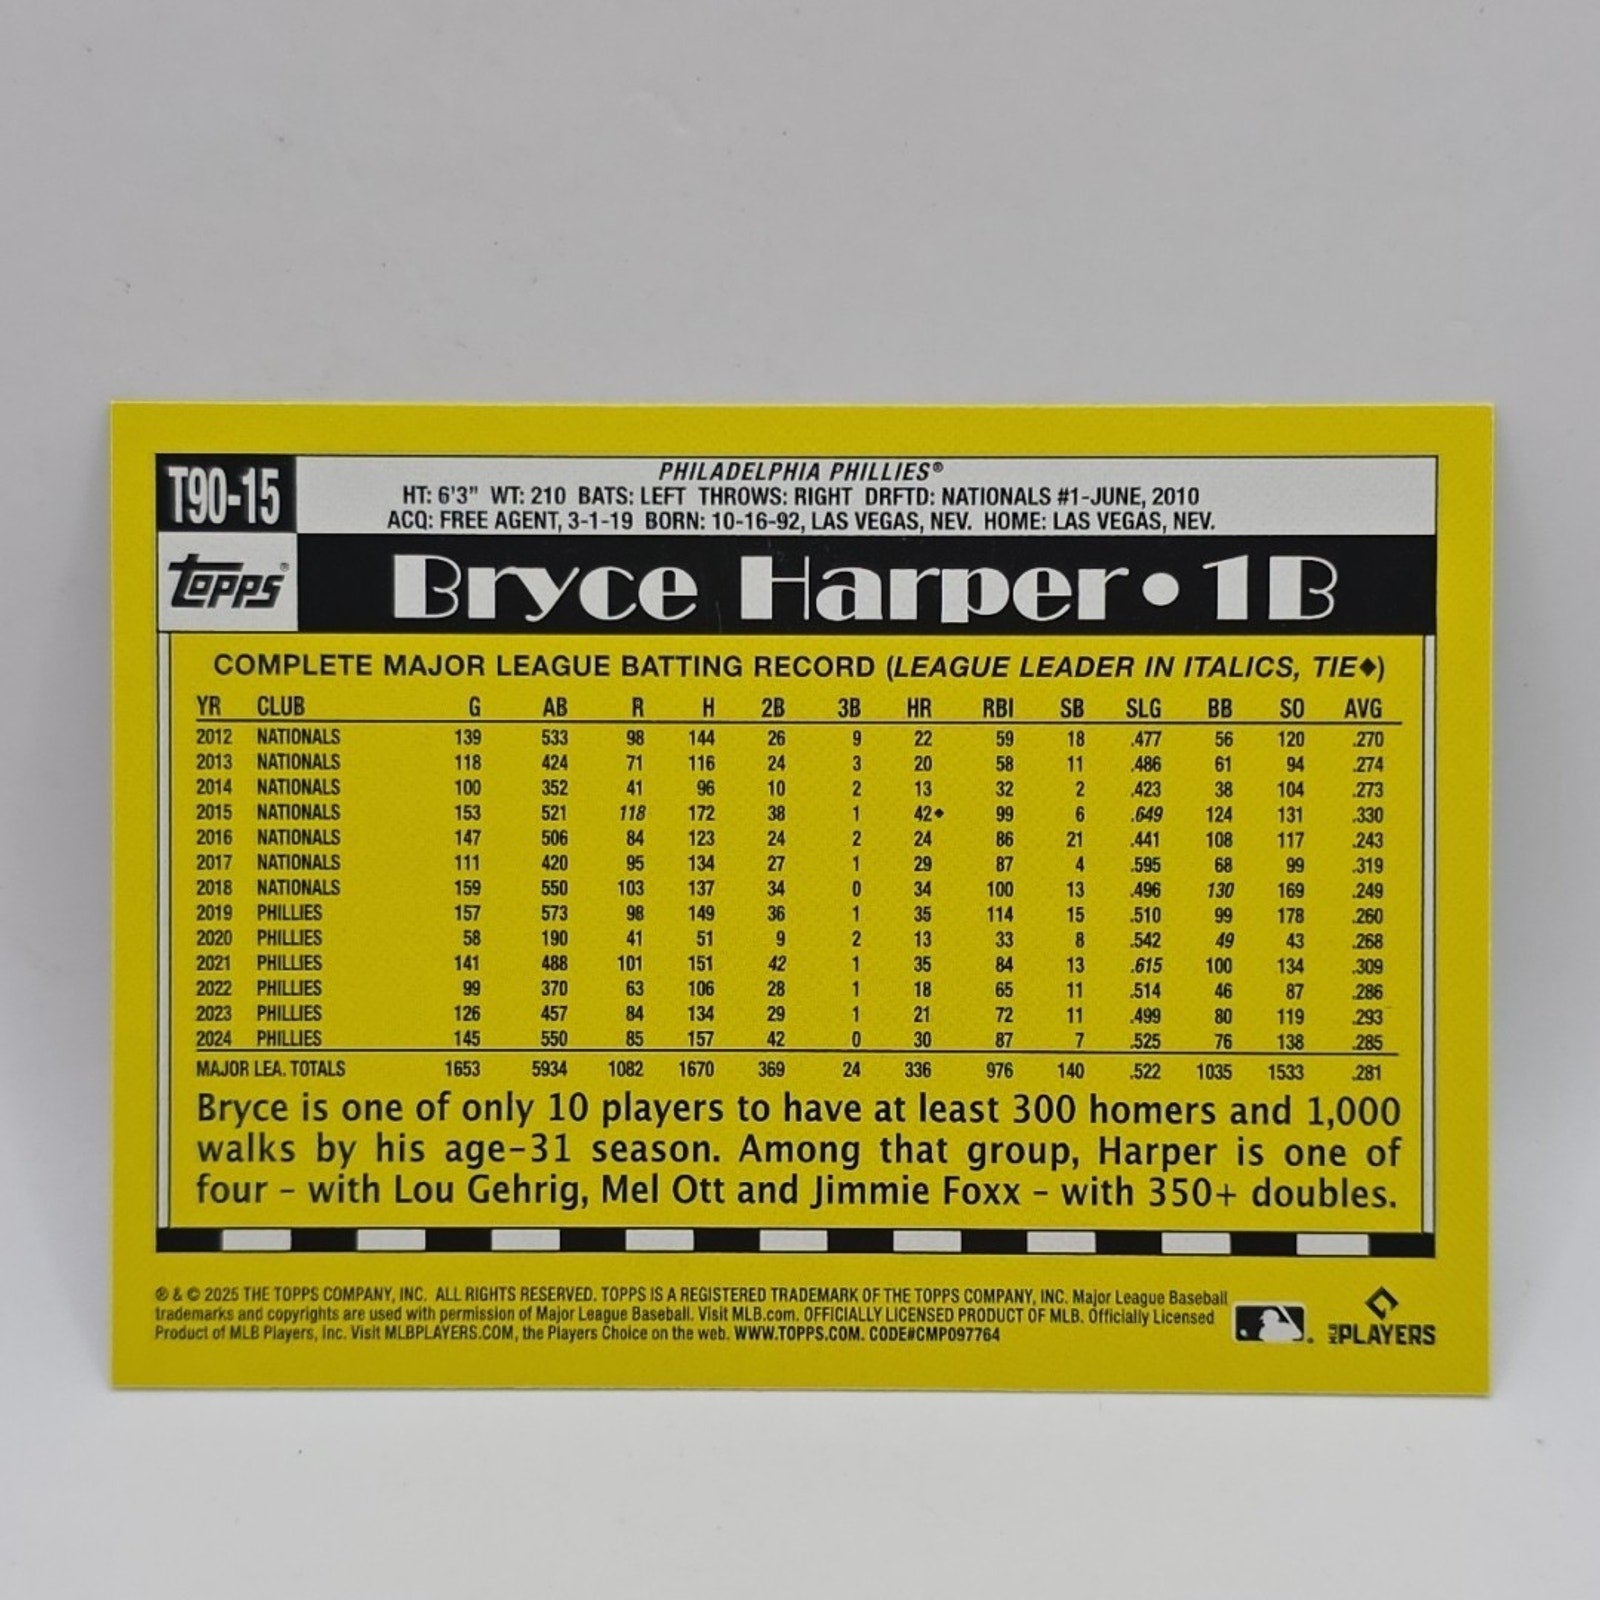 T90-15
PHILADELPHIA PHILLIES®
HT: 6'3" WT: 210 BATS: LEFT THROWS: RIGHT DRFTD: NATIONALS #1-JUNE, 2010
ACQ: FREE AGENT, 3-1-19 BORN: 10-16-92, LAS VEGAS, NEV. HOME: LAS VEGAS, NEV.
Topps®
Bryce Harper • 1B
COMPLETE MAJOR LEAGUE BATTING RECORD (LEAGUE LEADER IN ITALICS, TIE◆)
YR CLUB G AB R H 2B 3B HR RBI SB SLG BB SO AVG
2012 NATIONALS 139 533 98 144 26 9 22 59 18 .477 56 120 .270
2013 NATIONALS 118 424 71 116 24 3 20 58 11 .486 61 94 .274
2014 NATIONALS 100 352 41 96 10 2 13 32 2 .423 38 104 .273
2015 NATIONALS 153 521 118 172 38 1 42◆ 99 6 .649 124 131 .330
2016 NATIONALS 147 506 84 123 24 2 24 86 21 .441 108 117 .243
2017 NATIONALS 111 420 95 134 27 1 29 87 4 .595 68 99 .319
2018 NATIONALS 159 550 103 137 34 0 34 100 13 .496 130 169 .249
2019 PHILLIES 157 573 98 149 36 1 35 114 15 .510 99 178 .260
2020 PHILLIES 58 190 41 51 9 2 13 33 8 .542 49 43 .268
2021 PHILLIES 141 488 101 151 42 1 35 84 13 .615 100 134 .309
2022 PHILLIES 99 370 63 106 28 1 18 65 11 .514 46 87 .286
2023 PHILLIES 126 457 84 134 29 1 21 72 11 .499 80 119 .293
2024 PHILLIES 145 550 85 157 42 0 30 87 7 .525 76 138 .285
MAJOR LEA. TOTALS 1653 5934 1082 1670 369 24 336 976 140 .522 1035 1533 .281
Bryce is one of only 10 players to have at least 300 homers and 1,000
walks by his age-31 season. Among that group, Harper is one of
four – with Lou Gehrig, Mel Ott and Jimmie Foxx – with 350+ doubles.
® & © 2025 THE TOPPS COMPANY, INC. ALL RIGHTS RESERVED. TOPPS IS A REGISTERED TRADEMARK OF THE TOPPS COMPANY, INC. Major League Baseball
trademarks and copyrights are used with permission of Major League Baseball. Visit MLB.com. OFFICIALLY LICENSED PRODUCT OF MLB. Officially Licensed
Product of MLB Players, Inc. Visit MLBPLAYERS.COM, the Players Choice on the web. WWW.TOPPS.COM. CODE#CMP097764
MLB PLAYERS